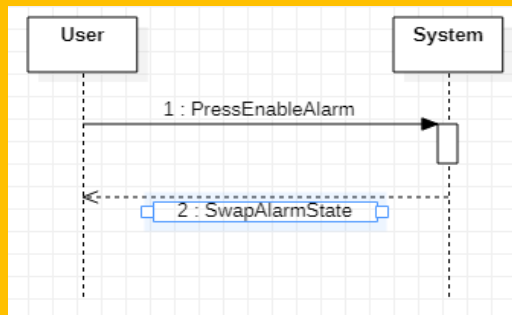 User
System
1 : PressEnableAlarm
2 : SwapAlarmState